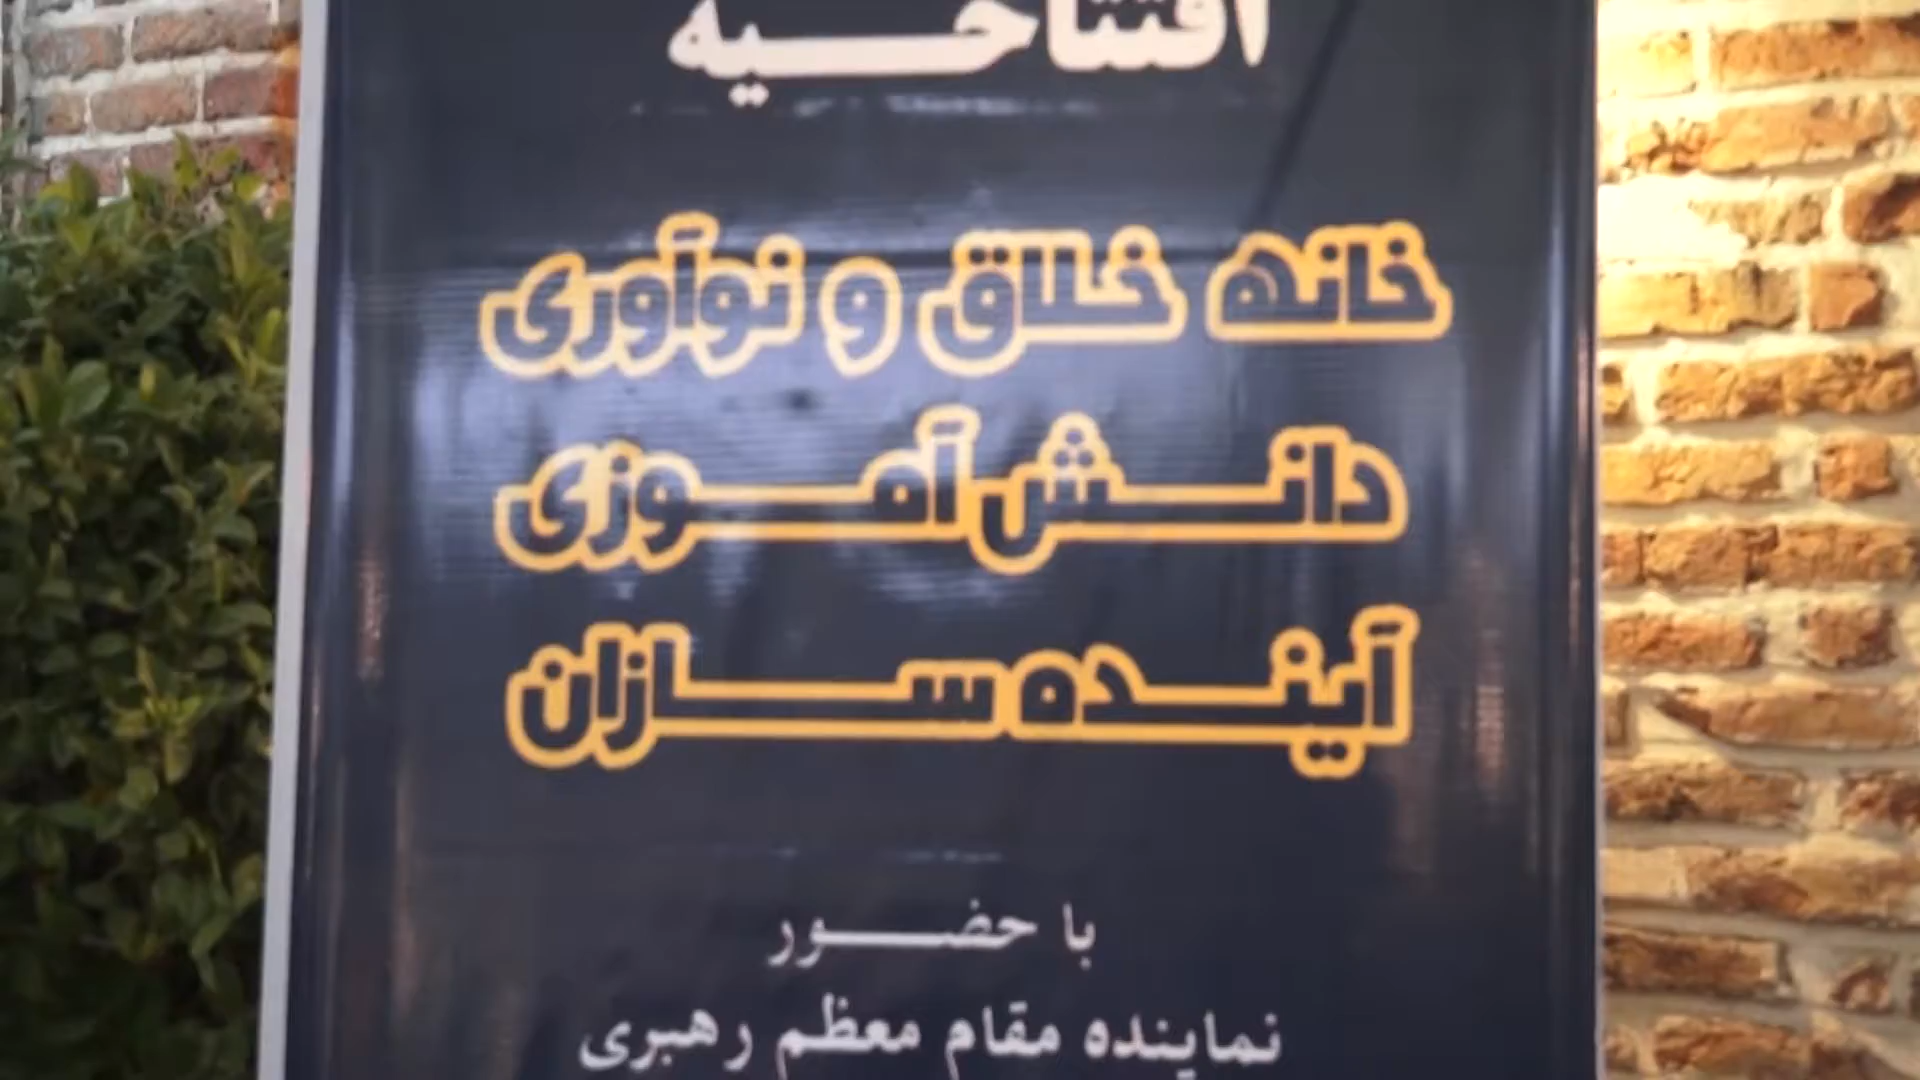 افتتاحیه
خانه خلاق و نوآوری
دانش آموزی
آینده سازان
با حضور
نماینده مقام معظم رهبری